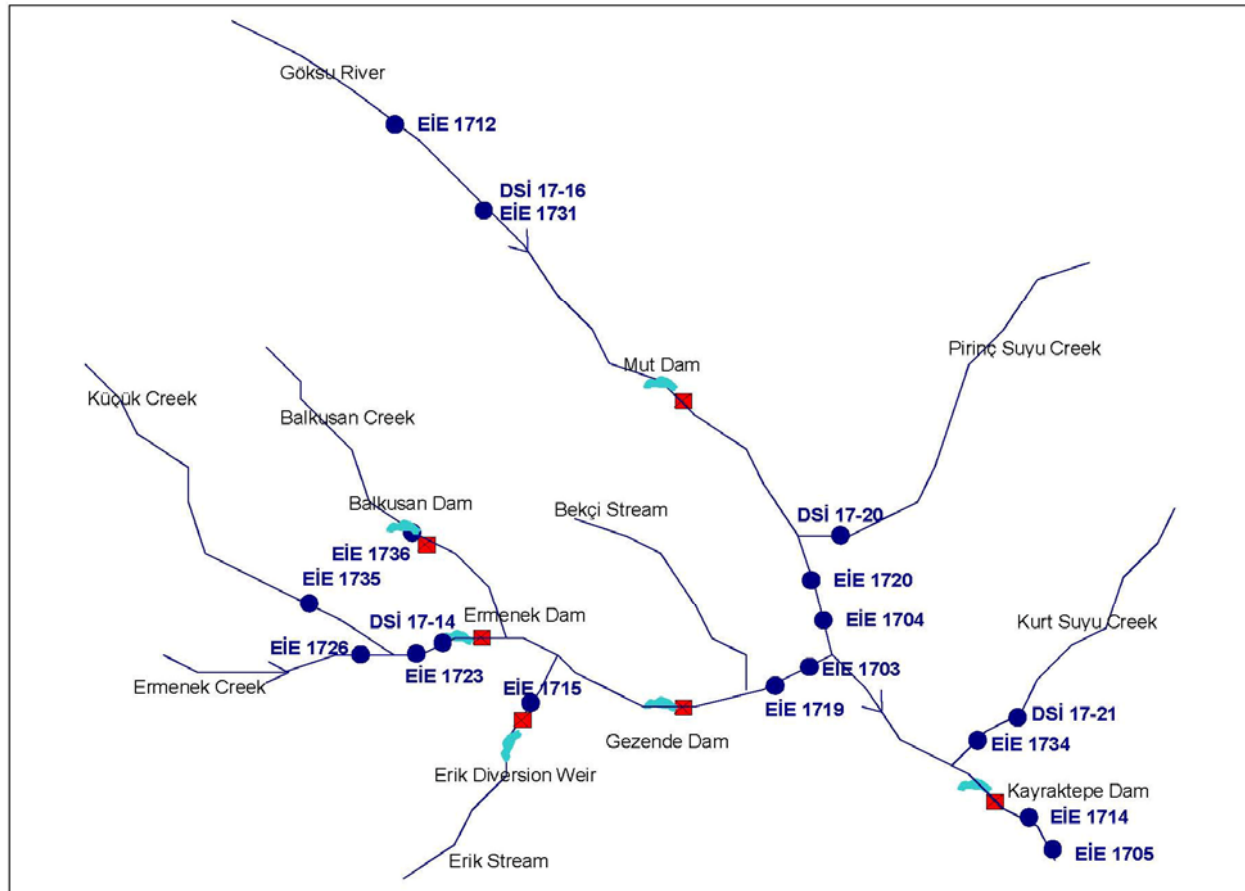 Göksu River
EİE 1712
DSİ 17-16
EİE 1731
Pirinç Suyu Creek
Mut Dam
Küçük Creek
Balkusan Creek
Balkusan Dam
Bekçi Stream
DSİ 17-20
EİE 1736
EİE 1735
EİE 1720
DSİ 17-14
Ermenek Dam
EİE 1704
Kurt Suyu Creek
EİE 1726
EİE 1723
EİE 1703
Ermenek Creek
EİE 1715
EİE 1719
DSİ 17-21
Gezende Dam
EİE 1734
Erik Diversion Weir
Kayraktepe Dam
EİE 1714
Erik Stream
EİE 1705